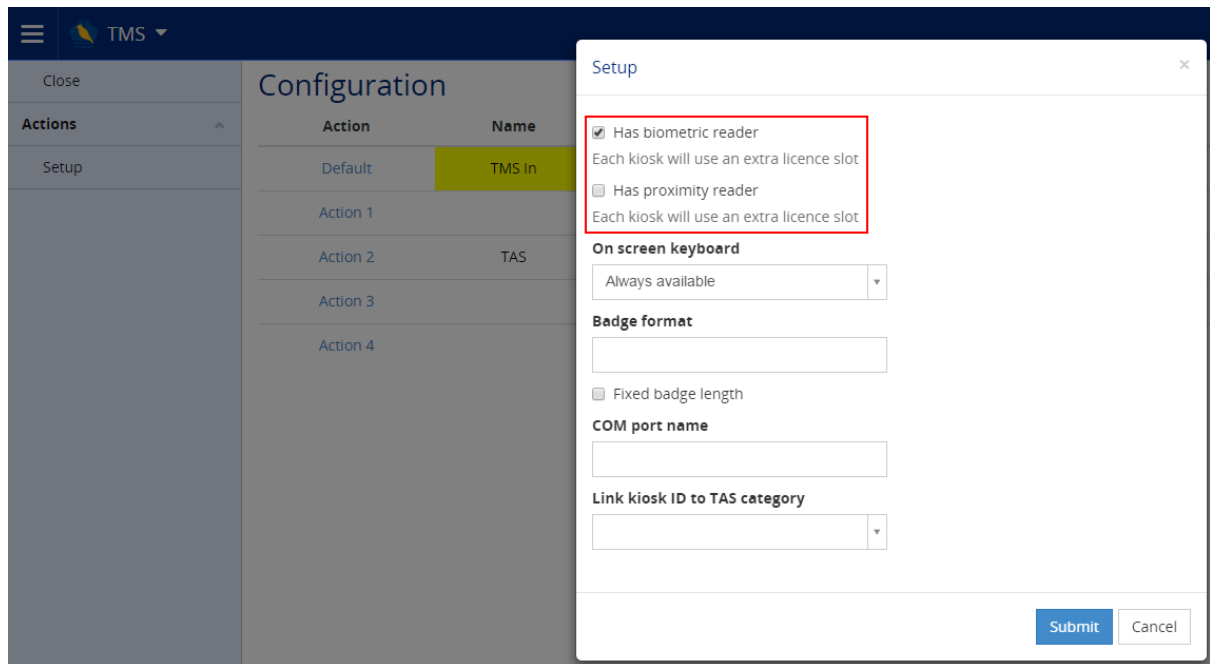 TMS
Close
Actions
Setup
Configuration
Action Name
Default TMS In
Action 1
Action 2 TAS
Action 3
Action 4
Setup ×
Has biometric reader
Each kiosk will use an extra licence slot
Has proximity reader
Each kiosk will use an extra licence slot
On screen keyboard
Always available
Badge format
Fixed badge length
COM port name
Link kiosk ID to TAS category
Submit Cancel